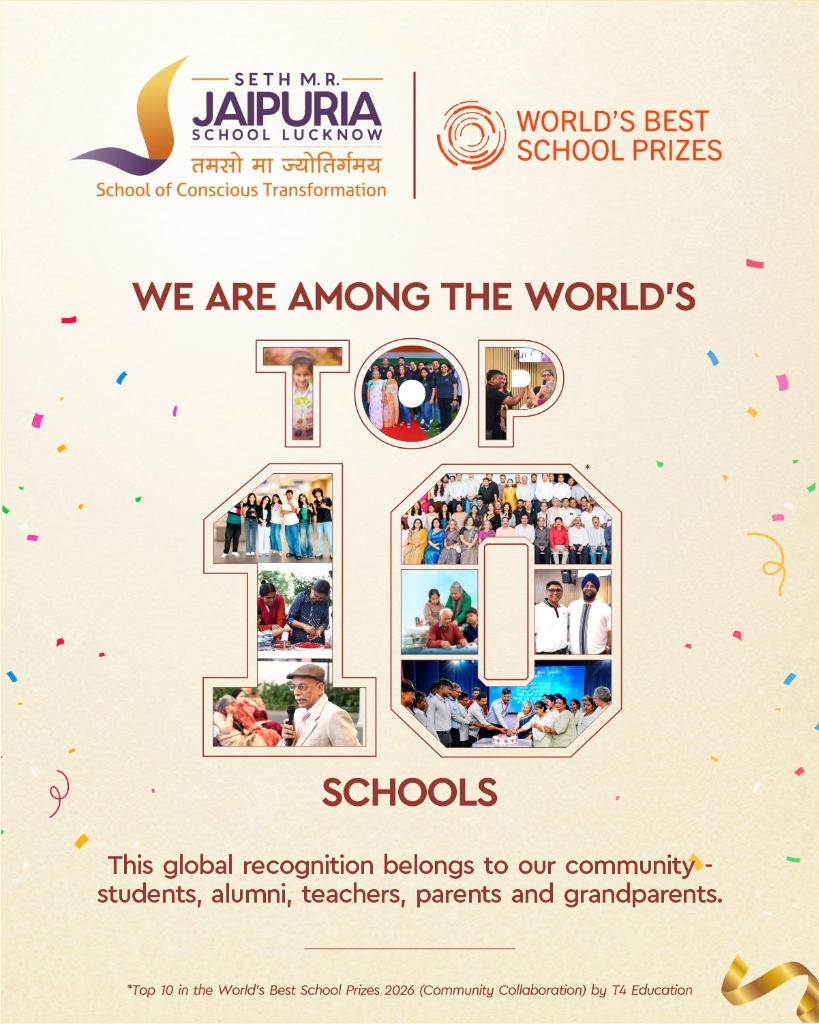 SETH M.R.
JAIPURIA
SCHOOL LUCKNOW
तमसो मा ज्योतिर्गमय
School of Conscious Transformation
WORLD'S BEST
SCHOOL PRIZES
WE ARE AMONG THE WORLD'S
TOP
10*
SCHOOLS
This global recognition belongs to our community -
students, alumni, teachers, parents and grandparents.
*Top 10 in the World's Best School Prizes 2026 (Community Collaboration) by T4 Education